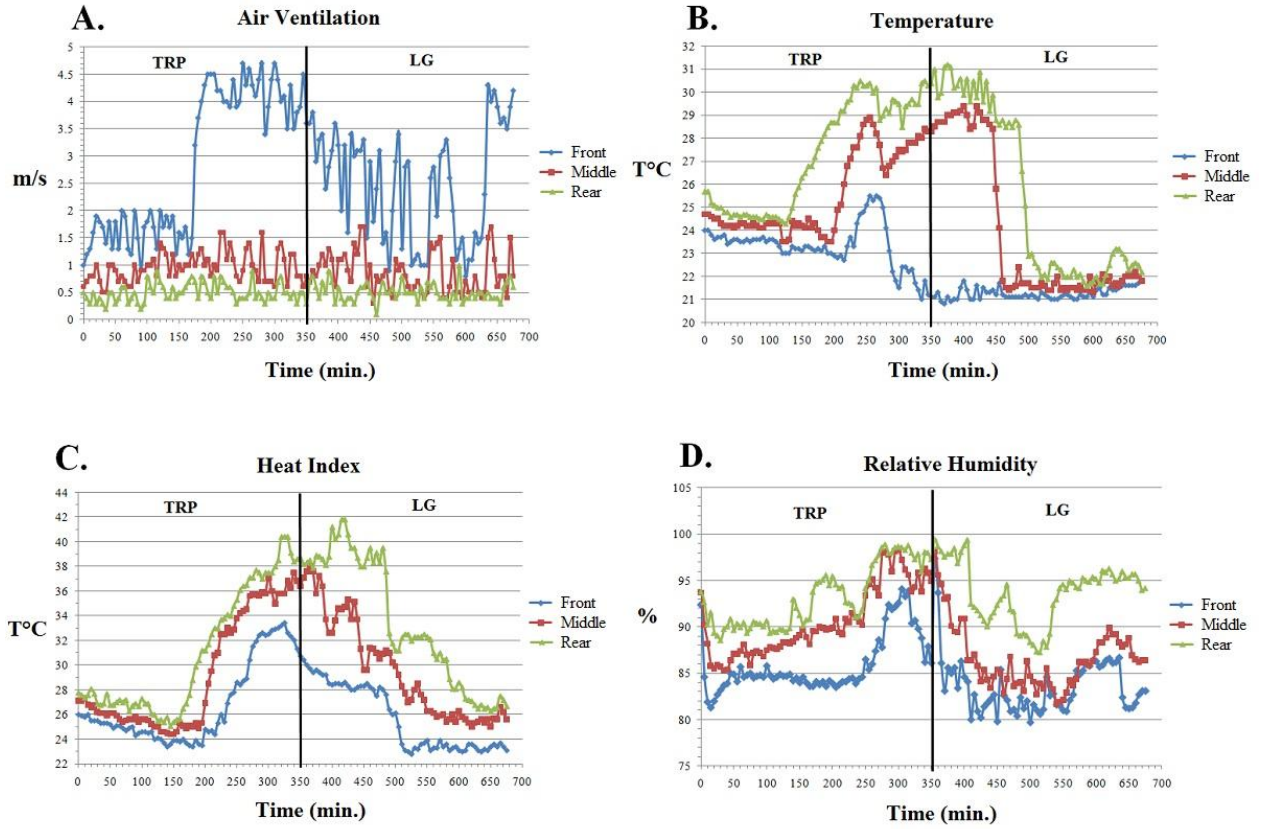 A. Air Ventilation
TRP LG
5
4.5
4
3.5
3
2.5
2
1.5
1
0.5
0
m/s
0 50 100 150 200 250 300 350 400 450 500 550 600 650 700
Time (min.)
Front
Middle
Rear
B. Temperature
TRP LG
32
31
30
29
28
27
26
25
24
23
22
21
20
T°C
0 50 100 150 200 250 300 350 400 450 500 550 600 650 700
Time (min.)
Front
Middle
Rear
C. Heat Index
TRP LG
44
42
40
38
36
34
32
30
28
26
24
22
T°C
0 50 100 150 200 250 300 350 400 450 500 550 600 650 700
Time (min.)
Front
Middle
Rear
D. Relative Humidity
TRP LG
105
100
95
90
85
80
75
%
0 50 100 150 200 250 300 350 400 450 500 550 600 650 700
Time (min.)
Front
Middle
Rear